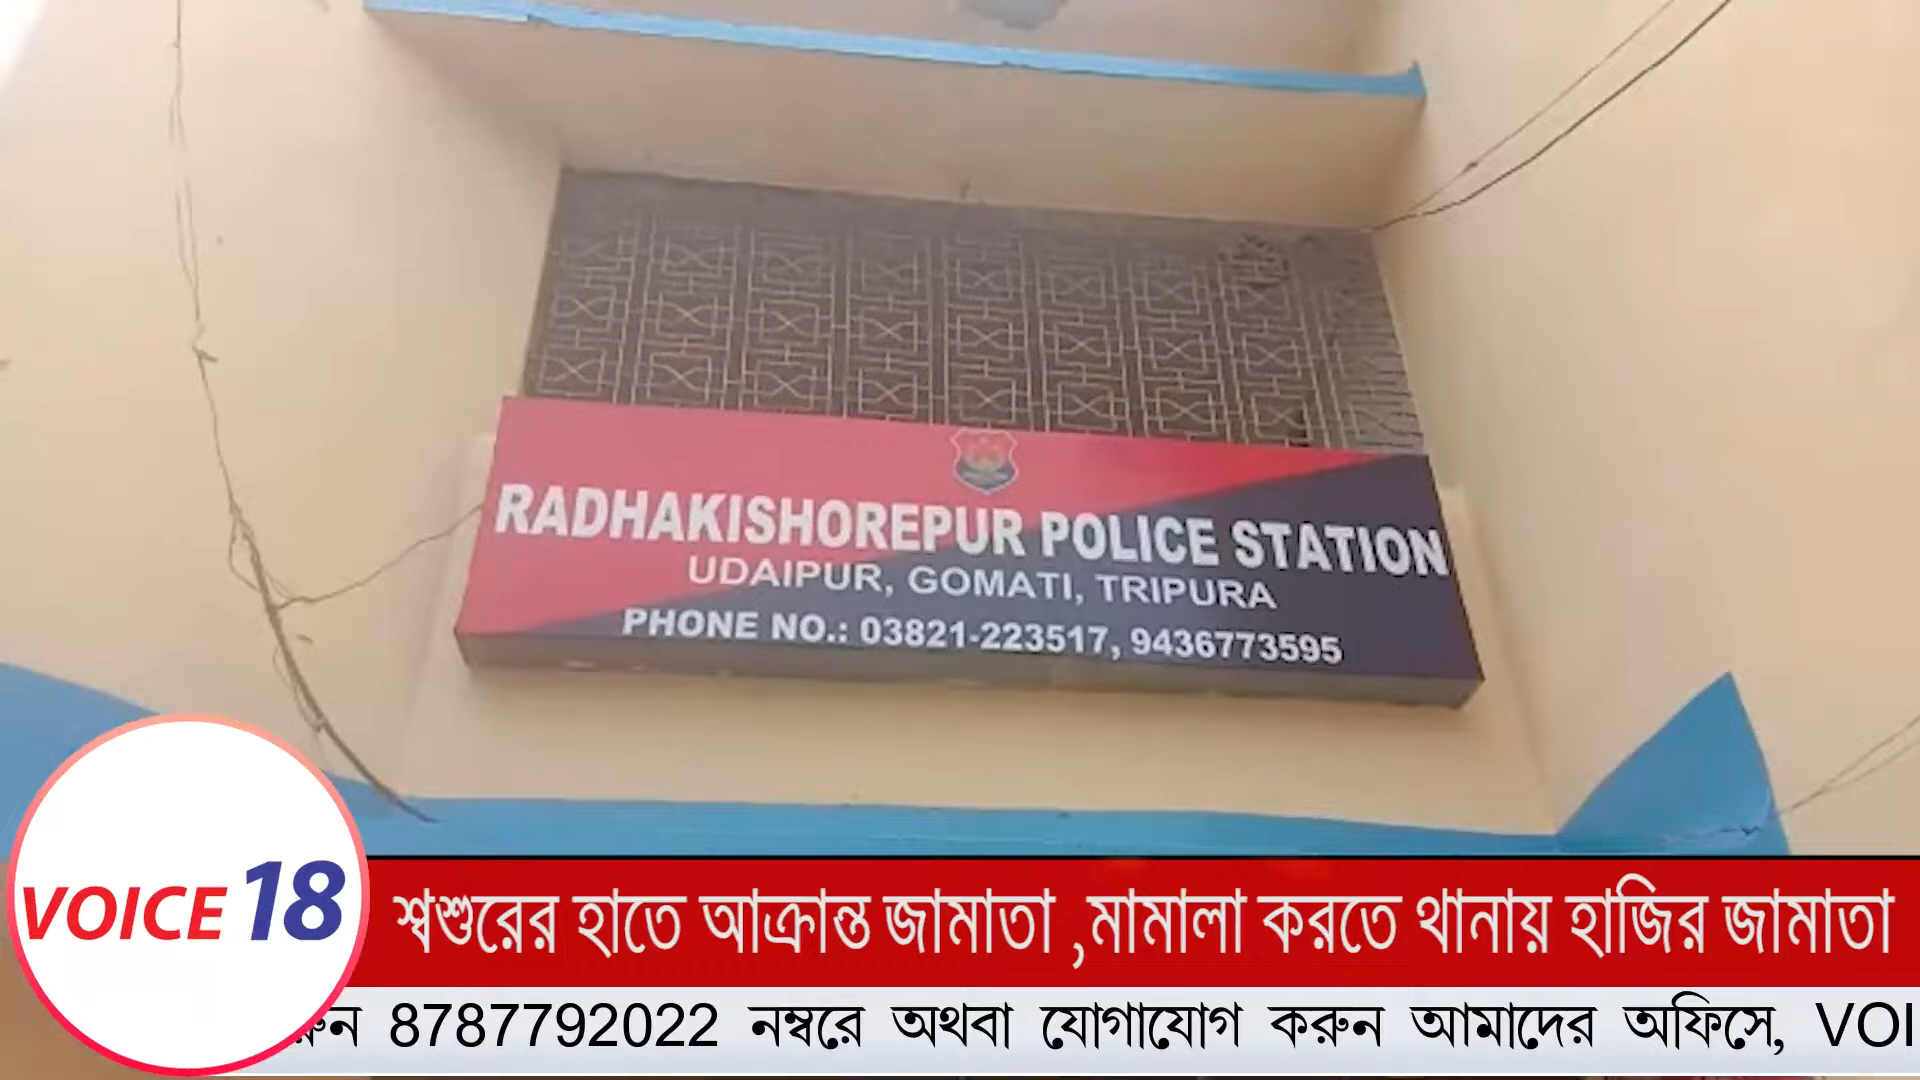 RADHAKISHOREPUR POLICE STATION
UDAIPUR, GOMATI, TRIPURA
PHONE NO.: 03821-223517, 9436773595
VOICE 18
শ্বশুরের হাতে আক্রান্ত জামাতা ,মামালা করতে থানায় হাজির জামাতা
8787792022 নম্বরে অথবা যোগাযোগ করুন আমাদের অফিসে,